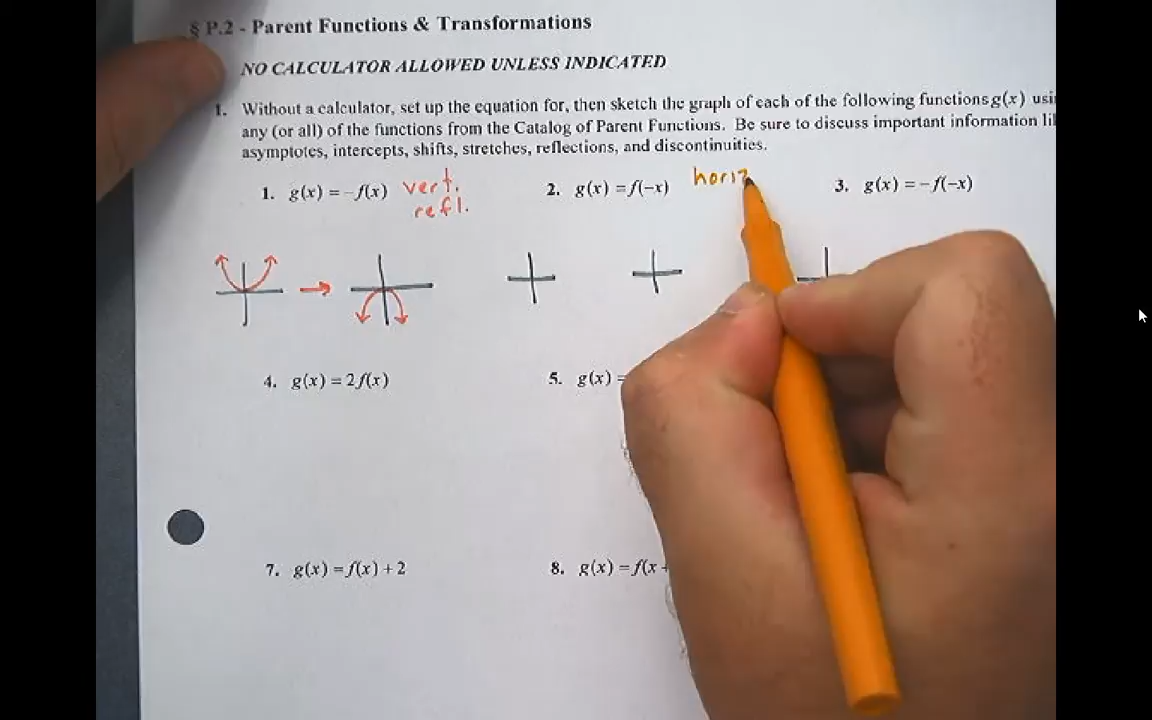 § P.2 - Parent Functions & Transformations
NO CALCULATOR ALLOWED UNLESS INDICATED
1. Without a calculator, set up the equation for, then sketch the graph of each of the following functions g(x)
any (or all) of the functions from the Catalog of Parent Functions. Be sure to discuss important information
asymptotes, intercepts, shifts, stretches, reflections, and discontinuities.
1. g(x) = -f(x) vert. refl.
2. g(x) = f(-x) horiz
3. g(x) = -f(-x)
4. g(x) = 2f(x)
5. g(x) =
7. g(x) = f(x) + 2
8. g(x) = f(x +